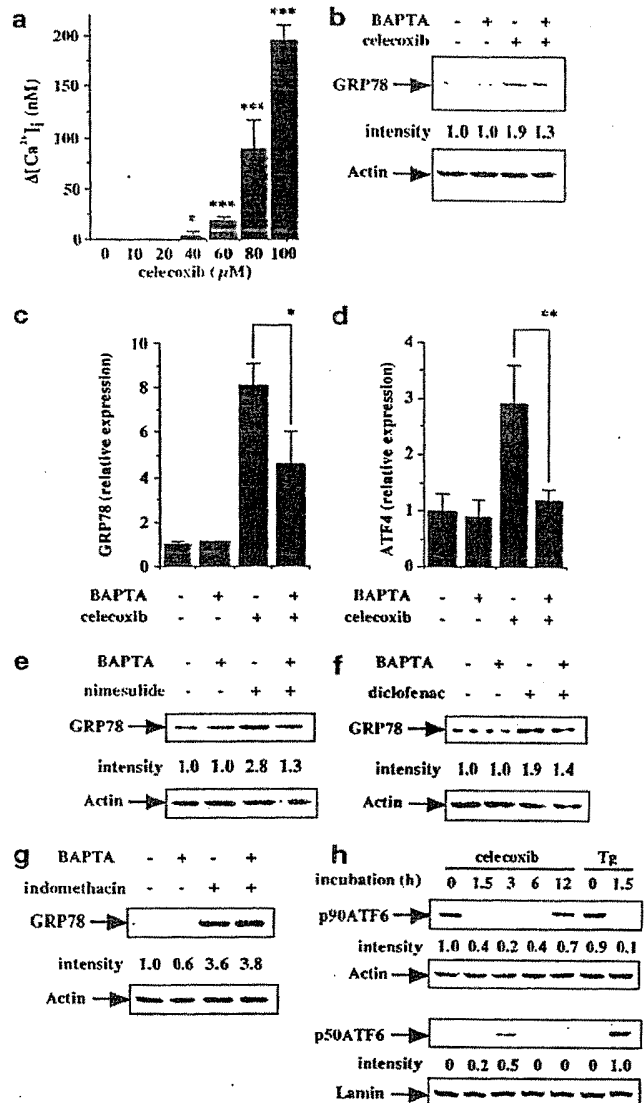 a
Δ[Ca²⁺]i (nM)
200
150
100
50
0
* *** *** ***
0 10 20 40 60 80 100
celecoxib (µM)
b
BAPTA - + - +
celecoxib - - + +
GRP78
intensity 1.0 1.0 1.9 1.3
Actin
c
GRP78 (relative expression)
10
8
6
4
2
0
*
BAPTA - + - +
celecoxib - - + +
d
ATF4 (relative expression)
4
3
2
1
0
**
BAPTA - + - +
celecoxib - - + +
e
BAPTA - + - +
nimesulide - - + +
GRP78
intensity 1.0 1.0 2.8 1.3
Actin
f
BAPTA - + - +
diclofenac - - + +
GRP78
intensity 1.0 1.0 1.9 1.4
Actin
g
BAPTA - + - +
indomethacin - - + +
GRP78
intensity 1.0 0.6 3.6 3.8
Actin
h
celecoxib Tg
incubation (h) 0 1.5 3 6 12 0 1.5
p90ATF6
intensity 1.0 0.4 0.2 0.4 0.7 0.9 0.1
Actin
p50ATF6
intensity 0 0.2 0.5 0 0 0 1.0
Lamin